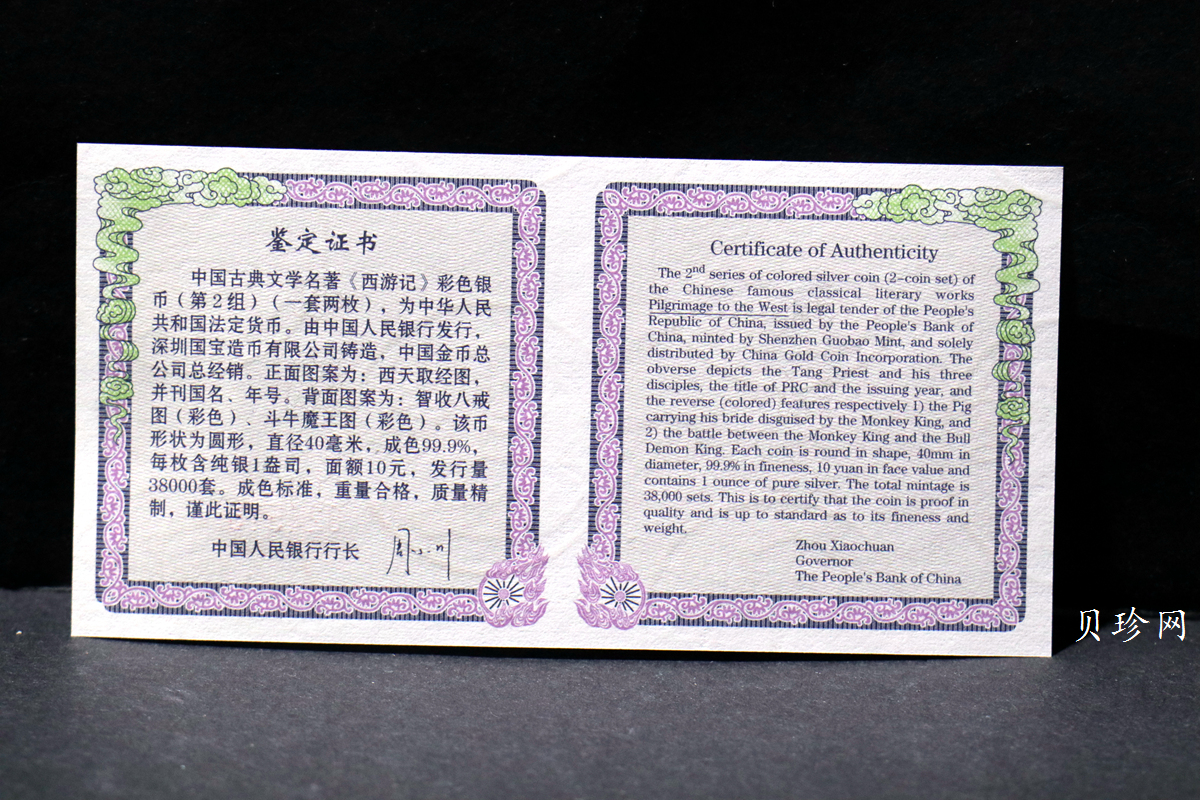 鉴定证书
中国古典文学名著《西游记》彩色银
币（第2组）（一套两枚），为中华人民
共和国法定货币。由中国人民银行发行，
深圳国宝造币有限公司铸造，中国金币总
公司总经销。正面图案为：西天取经图，
并刊国名、年号。背面图案为：智收八戒
图（彩色）、斗牛魔王图（彩色）。该币
形状为圆形，直径40毫米，成色99.9%，
每枚含纯银1盎司，面额10元，发行量
38000套。成色标准，重量合格，质量精
制，谨此证明。
中国人民银行行长 周小川
Certificate of Authenticity
The 2nd series of colored silver coin (2-coin set) of
the Chinese famous classical literary works
Pilgrimage to the West is legal tender of the People's
Republic of China, issued by the People's Bank of
China, minted by Shenzhen Guobao Mint, and solely
distributed by China Gold Coin Incorporation. The
obverse depicts the Tang Priest and his three
disciples, the title of PRC and the issuing year, and
the reverse (colored) features respectively 1) the Pig
carrying his bride disguised by the Monkey King, and
2) the battle between the Monkey King and the Bull
Demon King. Each coin is round in shape, 40mm in
diameter, 99.9% in fineness, 10 yuan in face value and
contains 1 ounce of pure silver. The total mintage is
38,000 sets. This is to certify that the coin is proof in
quality and is up to standard as to its fineness and
weight.
Zhou Xiaochuan
Governor
The People's Bank of China
贝珍网